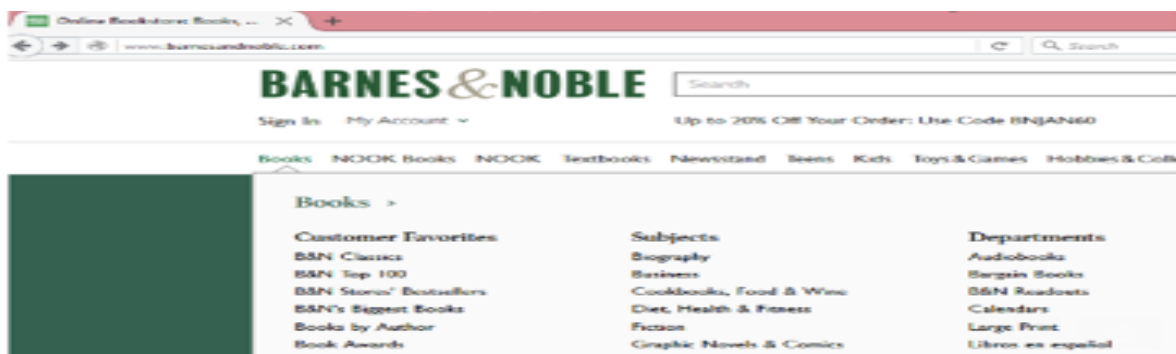 Online Bookstore: Books, ...
www.barnesandnoble.com
Search
BARNES & NOBLE
Search
Sign In My Account
Up to 20% Off Your Order: Use Code BNJAN60
Books NOOK Books NOOK Textbooks Newsstand Teens Kids Toys & Games Hobbies & Coll
Books >
Customer Favorites
B&N Classics
B&N Top 100
B&N Stores' Bestsellers
B&N's Biggest Books
Books by Author
Book Awards
Subjects
Biography
Business
Cookbooks, Food & Wine
Diet, Health & Fitness
Fiction
Graphic Novels & Comics
Departments
Audiobooks
Bargain Books
B&N Readouts
Calendars
Large Print
Libros en español